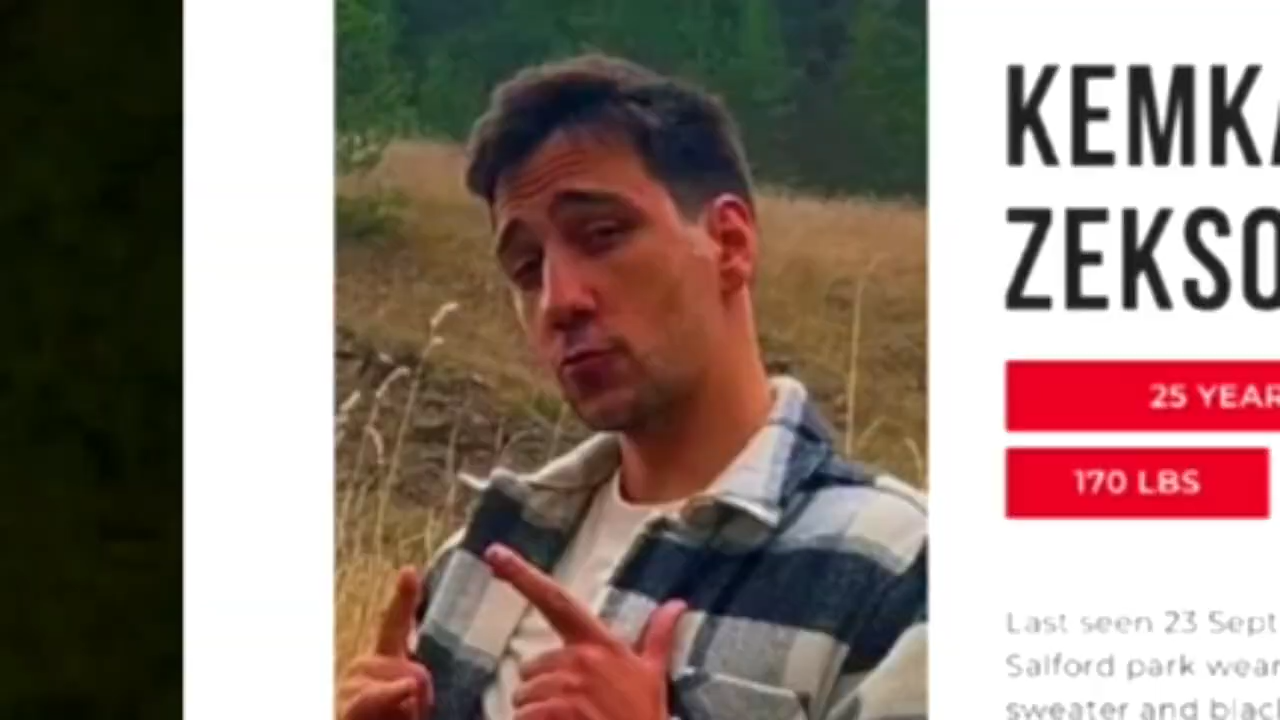 KEMKA
ZEKSO
25 YEAR
170 LBS
Last seen 23 Sept
Salford park wear
sweater and black